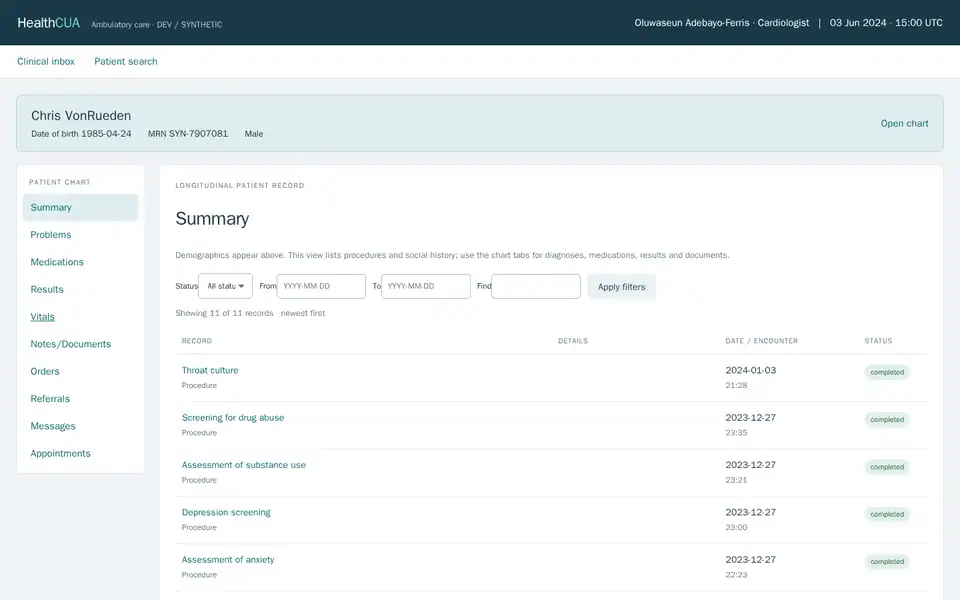 HealthCUA Ambulatory care · DEV / SYNTHETIC
Oluwaseun Adebayo-Ferris · Cardiologist | 03 Jun 2024 · 15:00 UTC
Clinical inbox Patient search
Chris VonRueden
Date of birth 1985-04-24 MRN SYN-7907081 Male
Open chart
PATIENT CHART
Summary
Problems
Medications
Results
Vitals
Notes/Documents
Orders
Referrals
Messages
Appointments
LONGITUDINAL PATIENT RECORD
Summary
Demographics appear above. This view lists procedures and social history; use the chart tabs for diagnoses, medications, results and documents.
Status All statu From YYYY-MM-DD To YYYY-MM-DD Find Apply filters
Showing 11 of 11 records · newest first
RECORD DETAILS DATE / ENCOUNTER STATUS
Throat culture 2024-01-03 completed
Procedure 21:28
Screening for drug abuse 2023-12-27 completed
Procedure 23:35
Assessment of substance use 2023-12-27 completed
Procedure 23:21
Depression screening 2023-12-27 completed
Procedure 23:00
Assessment of anxiety 2023-12-27 completed
Procedure 22:23